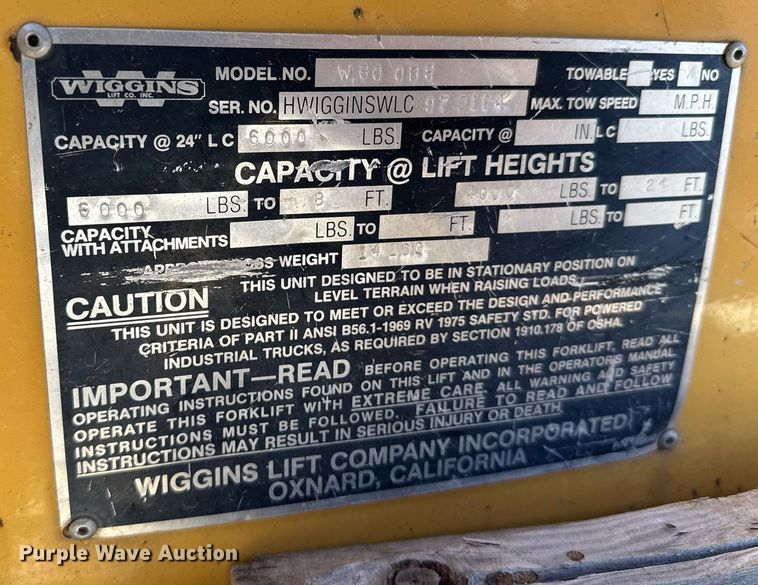 WIGGINS
LIFT CO. INC.
W
MODEL NO.
TOWABLE YES X NO
SER. NO. HWIGGINSWLC MAX. TOW SPEED M.P.H.
CAPACITY @ 24" L C 6000 LBS. CAPACITY @ IN. L C LBS.
CAPACITY @ LIFT HEIGHTS
6000 LBS. TO FT. LBS. TO FT.
CAPACITY
WITH ATTACHMENTS LBS. TO FT. LBS. TO FT.
WEIGHT
THIS UNIT DESIGNED TO BE IN STATIONARY POSITION ON
LEVEL TERRAIN WHEN RAISING LOADS.
CAUTION
THIS UNIT IS DESIGNED TO MEET OR EXCEED THE DESIGN AND PERFORMANCE
CRITERIA OF PART II ANSI B56.1-1969 RV 1975 SAFETY STD. FOR POWERED
INDUSTRIAL TRUCKS, AS REQUIRED BY SECTION 1910.178 OF OSHA.
IMPORTANT—READ BEFORE OPERATING THIS FORKLIFT, READ ALL
OPERATING INSTRUCTIONS FOUND ON THIS LIFT AND IN THE OPERATOR'S MANUAL
OPERATE THIS FORKLIFT WITH EXTREME CARE. ALL WARNING AND SAFETY
INSTRUCTIONS MUST BE FOLLOWED. FAILURE TO READ AND FOLLOW
INSTRUCTIONS MAY RESULT IN SERIOUS INJURY OR DEATH.
WIGGINS LIFT COMPANY INCORPORATED
OXNARD, CALIFORNIA
Purple Wave Auction